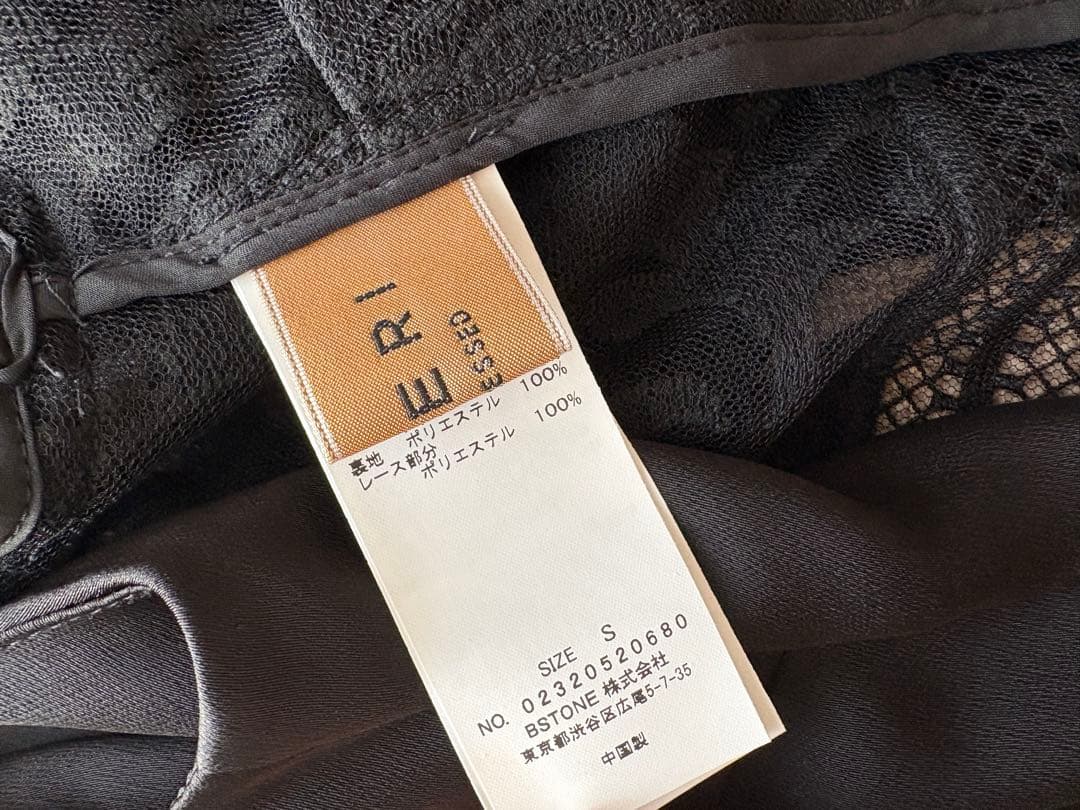 E R I
ESSED
ポリエステル 100%
裏地
レース部分
ポリエステル 100%
SIZE S
NO. 02320520680
BSTONE 株式会社
東京都渋谷区広尾5-7-35
中国製